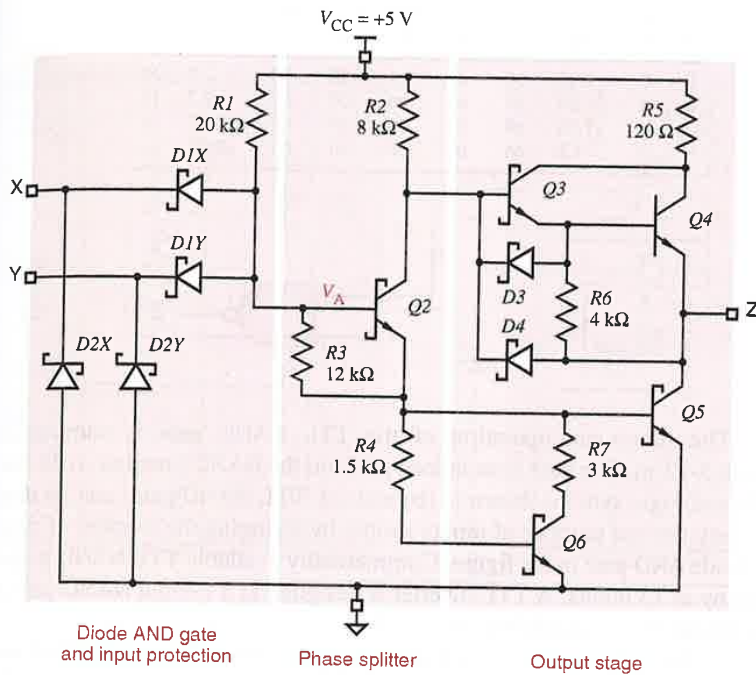 V_CC = +5 V
R1
20 kΩ
R2
8 kΩ
R5
120 Ω
D1X
X
Q3
Q4
D1Y
Y
V_A
Q2
D3
R6
4 kΩ
Z
D2X
D2Y
R3
12 kΩ
D4
Q5
R4
1.5 kΩ
R7
3 kΩ
Q6
Diode AND gate
and input protection
Phase splitter
Output stage